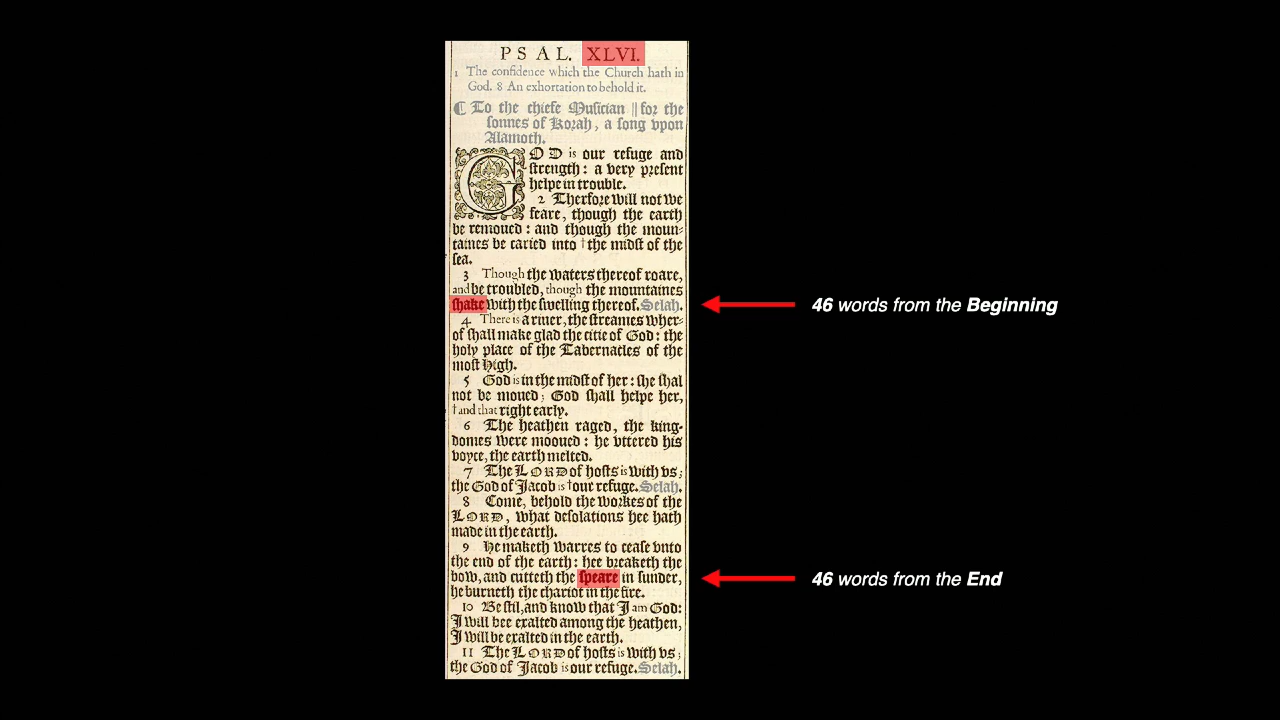 PSAL. XLVI.
1 The confidence which the Church hath in
God. 8 An exhortation to behold it.
¶ To the chiefe Musician || for the
sonnes of Korah, a song vpon
Alamoth.
GOD is our refuge and
strength: a very present
helpe in trouble.
2 Therfore will not we
feare, though the earth
be remoued: and though the moun-
taines be caried into † the midst of the
sea.
3 Though the waters thereof roare,
and be troubled, though the mountaines
shake with the swelling thereof. Selah.
46 words from the Beginning
4 There is a riuer, the streames wher-
of shall make glad the citie of God: the
holy place of the Tabernacles of the
most High.
5 God is in the midst of her: she shal
not be moued; God shall helpe her,
† and that right early.
6 The heathen raged, the king-
domes were mooued: he vttered his
voyce, the earth melted.
7 The LORD of hosts is with vs;
the God of Jacob is † our refuge. Selah.
8 Come, behold the workes of the
LORD, what desolations hee hath
made in the earth.
9 He maketh warres to cease vnto
the end of the earth: hee breaketh the
bow, and cutteth the speare in sunder,
he burneth the chariot in the fire.
46 words from the End
10 Be stil, and know that I am God:
I will bee exalted among the heathen,
I will be exalted in the earth.
11 The LORD of hosts is with vs;
the God of Jacob is our refuge. Selah.